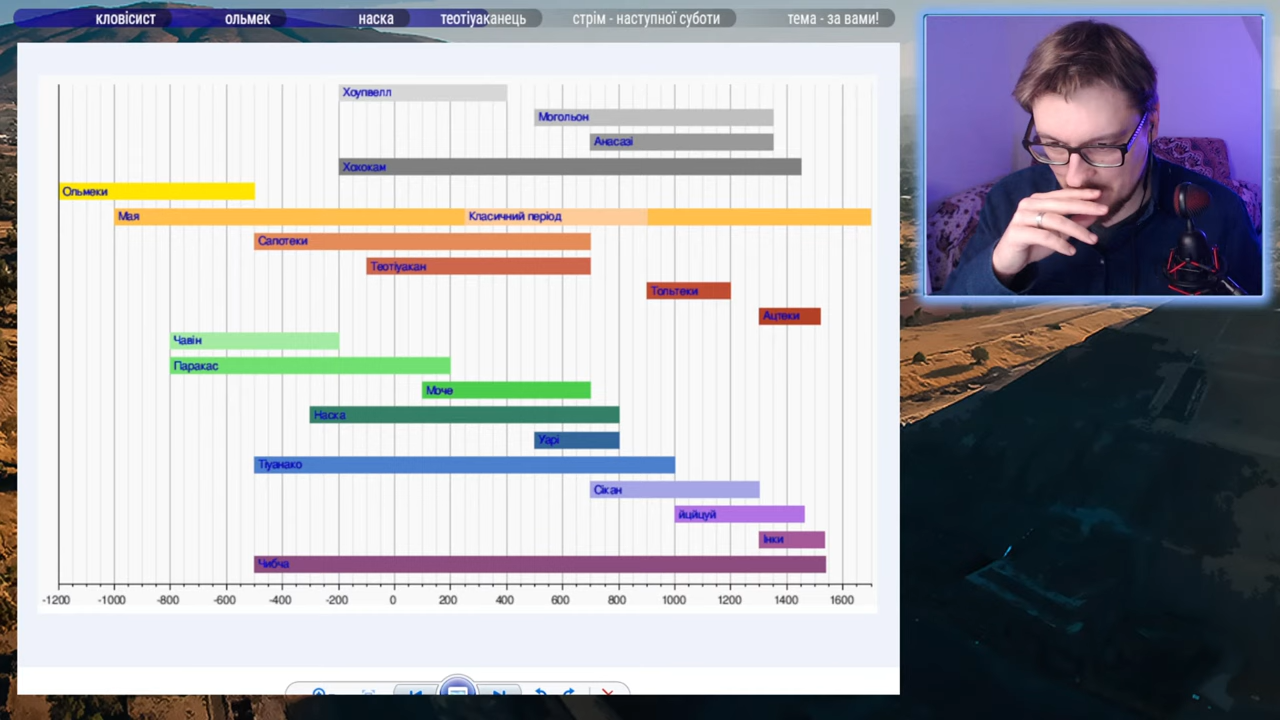 кловісист ольмек наска теотіуаканець стрім - наступної суботи тема - за вами!
Хоупвелл
Могольон
Анасазі
Хохокам
Ольмеки
Мая Класичний період
Сапотеки
Теотіуакан
Тольтеки
Ацтеки
Чавін
Паракас
Моче
Наска
Уарі
Тіуанако
Сікан
йцйцуй
Інки
Чибча
-1200 -1000 -800 -600 -400 -200 0 200 400 600 800 1000 1200 1400 1600